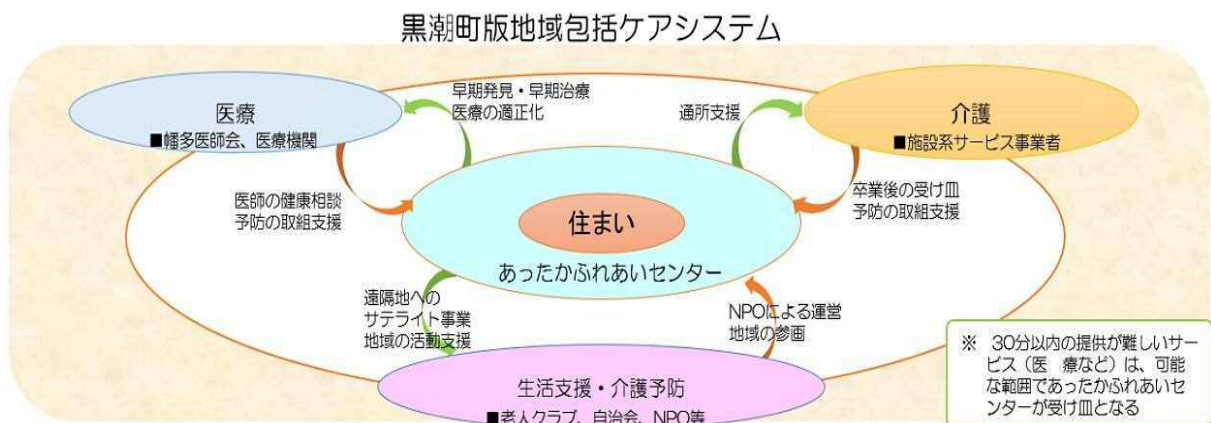 黒潮町版地域包括ケアシステム
医療
■幡多医師会、医療機関
早期発見・早期治療
医療の適正化
通所支援
介護
■施設系サービス事業者
医師の健康相談
予防の取組支援
卒業後の受け皿
予防の取組支援
住まい
あったかふれあいセンター
遠隔地への
サテライト事業
地域の活動支援
NPOによる運営
地域の参画
生活支援・介護予防
■老人クラブ、自治会、NPO等
※ 30分以内の提供が難しいサー
ビス（医 療など）は、可能
な範囲であったかふれあいセ
ンターが受け皿となる